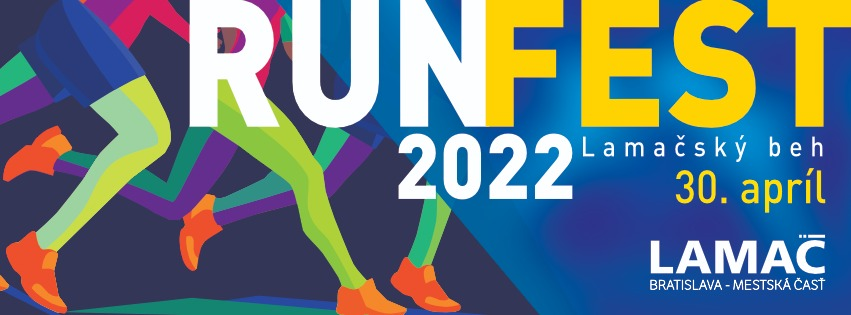 RUNFEST
2022
Lamačský beh
30. apríl
LAMAČ
BRATISLAVA - MESTSKÁ ČASŤ